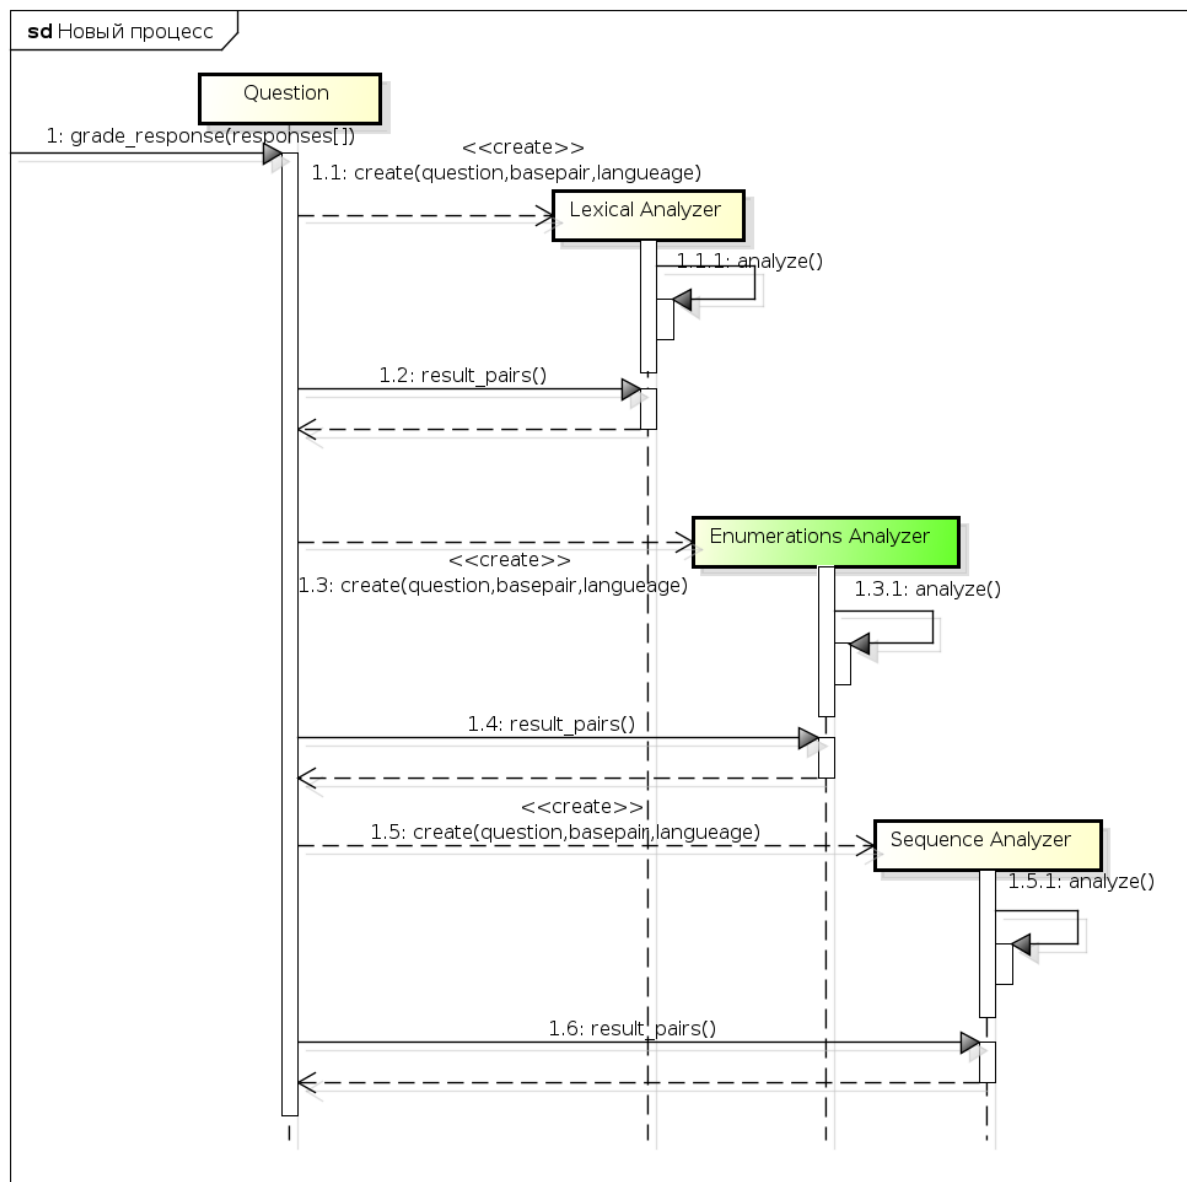 sd Новый процесс
Question
1: grade_response(responses[])
<<create>>
1.1: create(question,basepair,langueage)
Lexical Analyzer
1.1.1: analyze()
1.2: result_pairs()
Enumerations Analyzer
<<create>>
1.3: create(question,basepair,langueage)
1.3.1: analyze()
1.4: result_pairs()
<<create>>
1.5: create(question,basepair,langueage)
Sequence Analyzer
1.5.1: analyze()
1.6: result_pairs()